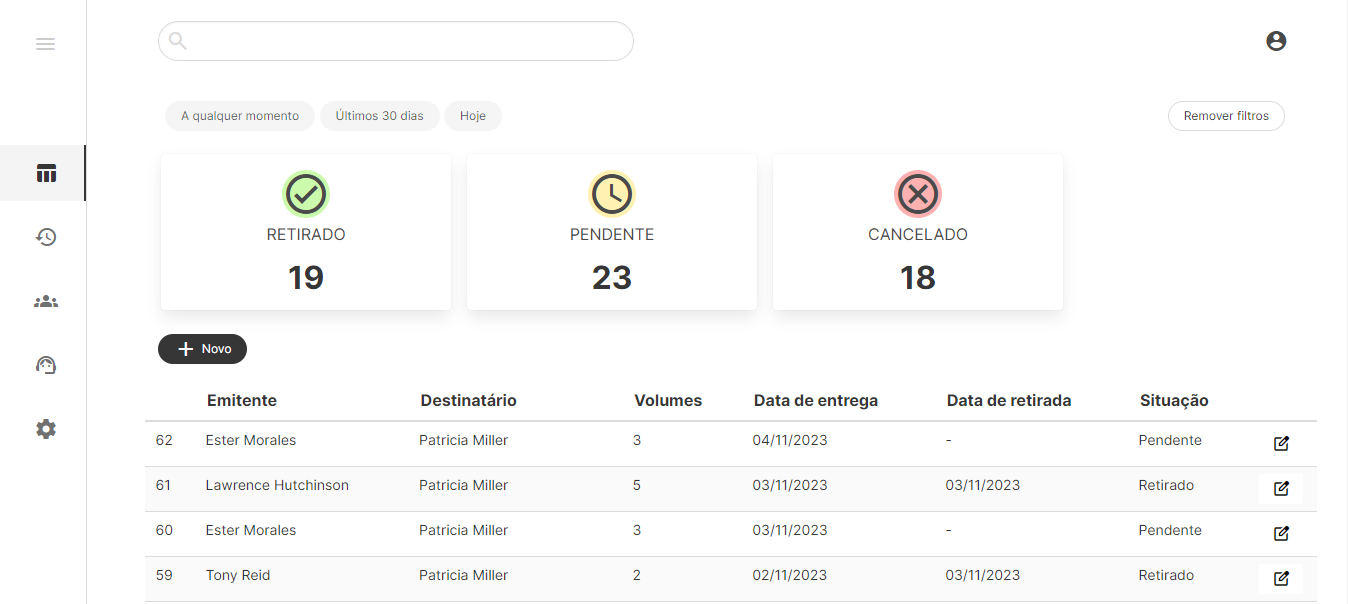 A qualquer momento Últimos 30 dias Hoje Remover filtros
RETIRADO PENDENTE CANCELADO
19 23 18
Novo
Emitente Destinatário Volumes Data de entrega Data de retirada Situação
62 Ester Morales Patricia Miller 3 04/11/2023 - Pendente
61 Lawrence Hutchinson Patricia Miller 5 03/11/2023 03/11/2023 Retirado
60 Ester Morales Patricia Miller 3 03/11/2023 - Pendente
59 Tony Reid Patricia Miller 2 02/11/2023 03/11/2023 Retirado